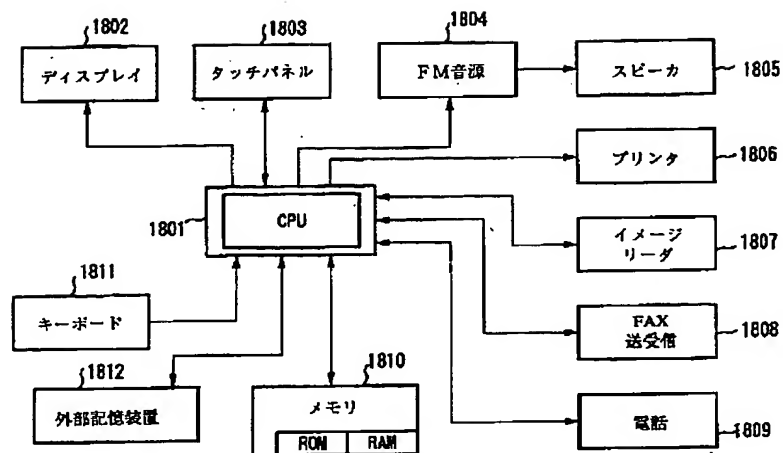 1802
ディスプレイ
1803
タッチパネル
1804
FM音源
スピーカ
1805
プリンタ
1806
1801
CPU
イメージ
リーダ
1807
1811
キーボード
FAX
送受信
1808
1812
外部記憶装置
1810
メモリ
ROM
RAM
電話
1809